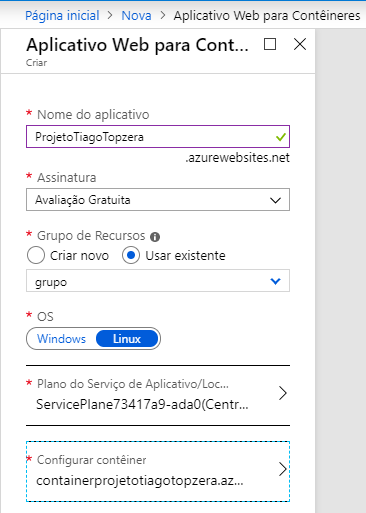 Página inicial > Nova > Aplicativo Web para Contêineres
Aplicativo Web para Cont...
Criar
* Nome do aplicativo
ProjetoTiagoTopzera
.azurewebsites.net
* Assinatura
Avaliação Gratuita
* Grupo de Recursos
Criar novo Usar existente
grupo
* OS
Windows Linux
* Plano do Serviço de Aplicativo/Loc...
ServicePlane73417a9-ada0(Centr...
* Configurar contêiner
containerprojetotiagotopzera.az...